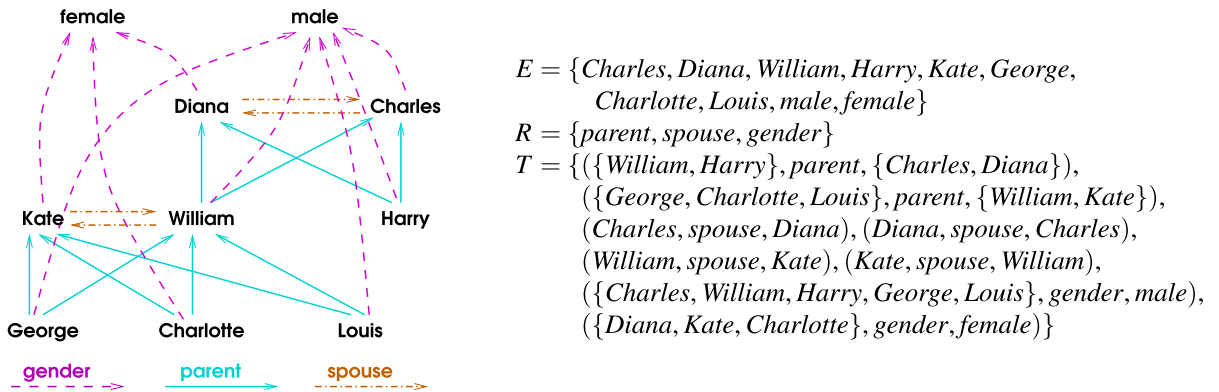 female male
Diana Charles
Kate William Harry
George Charlotte Louis
gender parent spouse
E = {Charles, Diana, William, Harry, Kate, George,
Charlotte, Louis, male, female}
R = {parent, spouse, gender}
T = {({William, Harry}, parent, {Charles, Diana}),
({George, Charlotte, Louis}, parent, {William, Kate}),
(Charles, spouse, Diana), (Diana, spouse, Charles),
(William, spouse, Kate), (Kate, spouse, William),
({Charles, William, Harry, George, Louis}, gender, male),
({Diana, Kate, Charlotte}, gender, female)}